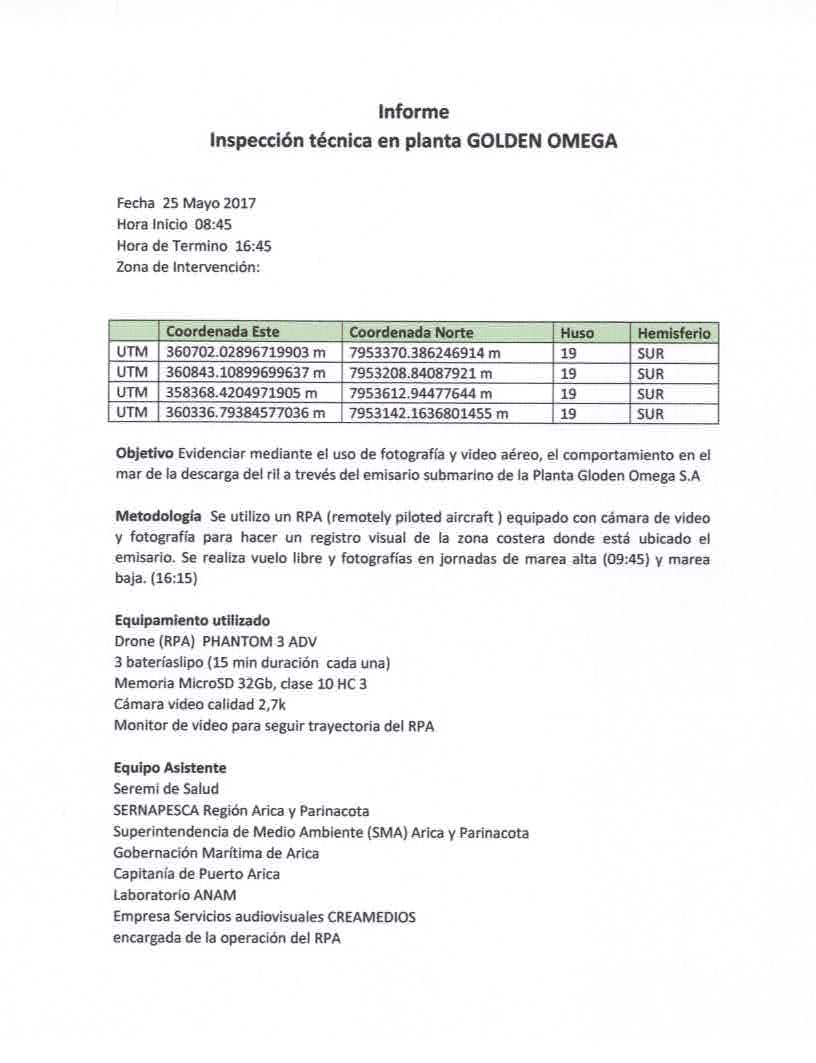 Informe
Inspección técnica en planta GOLDEN OMEGA
Fecha 25 Mayo 2017
Hora Inicio 08:45
Hora de Termino 16:45
Zona de Intervención:
Coordenada Este Coordenada Norte Huso Hemisferio
UTM 360702.02896719903 m 7953370.386246914 m 19 SUR
UTM 360843.10899699637 m 7953208.84087921 m 19 SUR
UTM 358368.4204971905 m 7953612.94477644 m 19 SUR
UTM 360336.79384577036 m 7953142.1636801455 m 19 SUR
Objetivo Evidenciar mediante el uso de fotografía y video aéreo, el comportamiento en el
mar de la descarga del ril a trevés del emisario submarino de la Planta Gloden Omega S.A
Metodología Se utilizo un RPA (remotely piloted aircraft ) equipado con cámara de video
y fotografía para hacer un registro visual de la zona costera donde está ubicado el
emisario. Se realiza vuelo libre y fotografías en jornadas de marea alta (09:45) y marea
baja. (16:15)
Equipamiento utilizado
Drone (RPA) PHANTOM 3 ADV
3 bateríaslipo (15 min duración cada una)
Memoria MicroSD 32Gb, clase 10 HC 3
Cámara video calidad 2,7k
Monitor de video para seguir trayectoria del RPA
Equipo Asistente
Seremi de Salud
SERNAPESCA Región Arica y Parinacota
Superintendencia de Medio Ambiente (SMA) Arica y Parinacota
Gobernación Marítima de Arica
Capitanía de Puerto Arica
Laboratorio ANAM
Empresa Servicios audiovisuales CREAMEDIOS
encargada de la operación del RPA